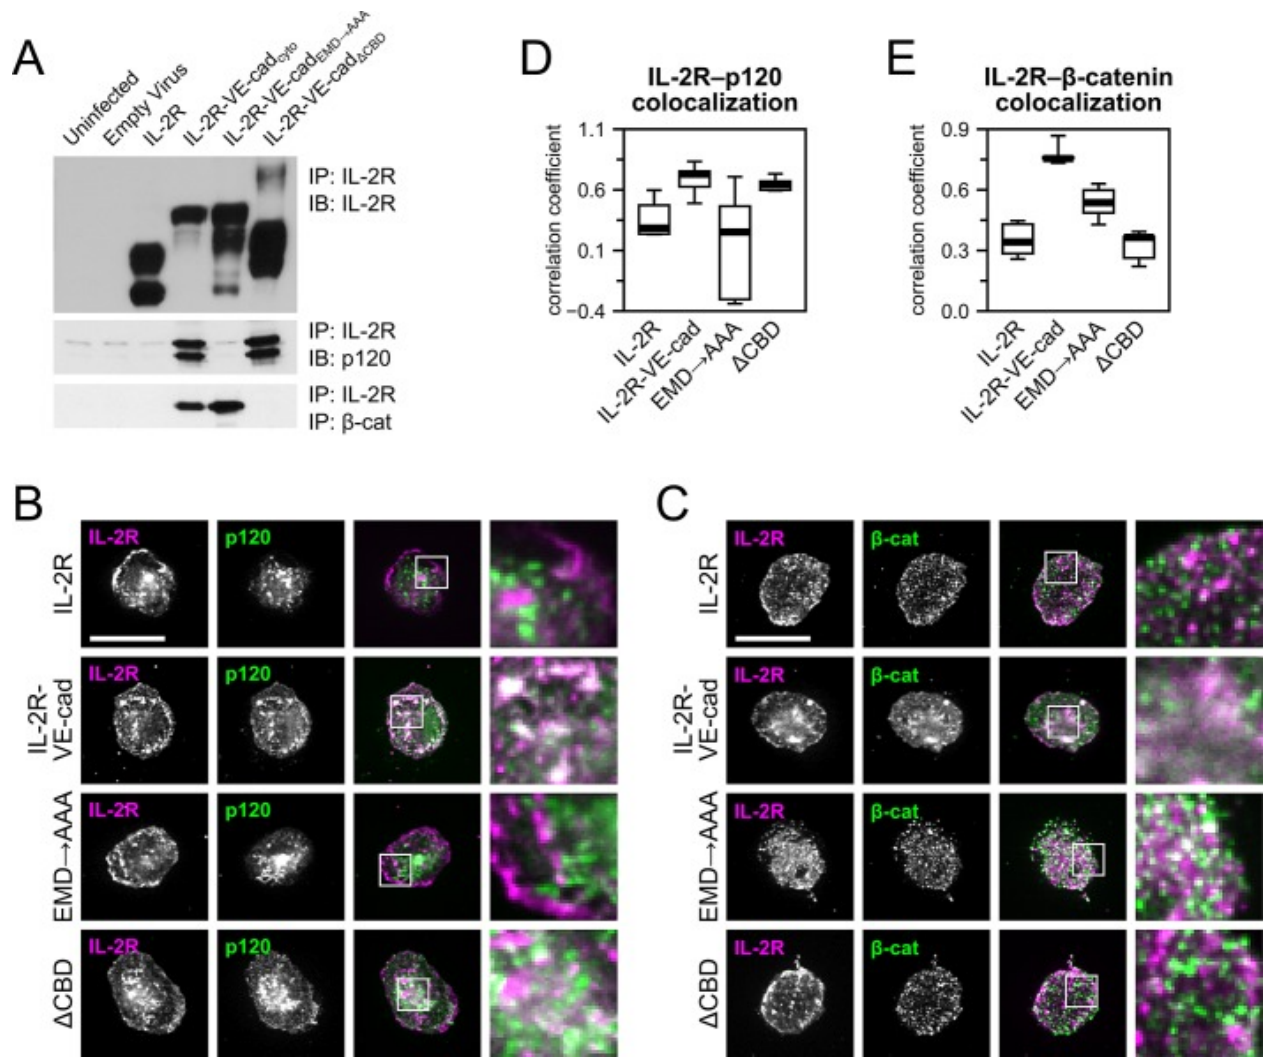 A
Uninfected
Empty Virus
IL-2R
IL-2R-VE-cadcyto
IL-2R-VE-cadEMD→AAA
IL-2R-VE-cadΔCBD
IP: IL-2R
IB: IL-2R
IP: IL-2R
IB: p120
IP: IL-2R
IP: β-cat
D
IL-2R–p120
colocalization
correlation coefficient
1.1
0.6
0.1
−0.4
IL-2R
IL-2R-VE-cad
EMD→AAA
ΔCBD
E
IL-2R–β-catenin
colocalization
correlation coefficient
0.9
0.6
0.3
0.0
IL-2R
IL-2R-VE-cad
EMD→AAA
ΔCBD
B
IL-2R
IL-2R
p120
IL-2R-
VE-cad
IL-2R
p120
EMD→AAA
IL-2R
p120
ΔCBD
IL-2R
p120
C
IL-2R
IL-2R
β-cat
IL-2R-
VE-cad
IL-2R
β-cat
EMD→AAA
IL-2R
β-cat
ΔCBD
IL-2R
β-cat